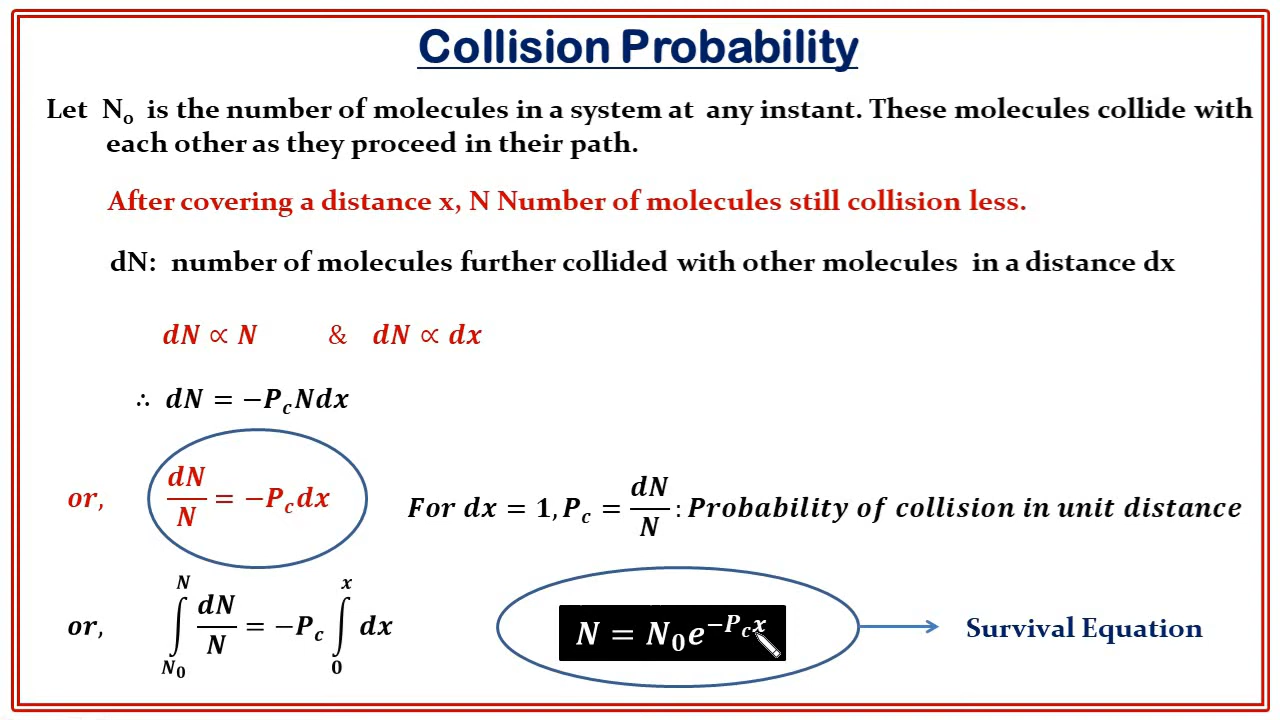 Collision Probability
Let N₀ is the number of molecules in a system at any instant. These molecules collide with
each other as they proceed in their path.
After covering a distance x, N Number of molecules still collision less.
dN: number of molecules further collided with other molecules in a distance dx
dN ∝ N & dN ∝ dx
∴ dN = −P_c N dx
or, dN/N = −P_c dx For dx = 1, P_c = dN/N : Probability of collision in unit distance
or, ∫_{N₀}^{N} dN/N = −P_c ∫_{0}^{x} dx N = N₀e^{−P_c x} Survival Equation